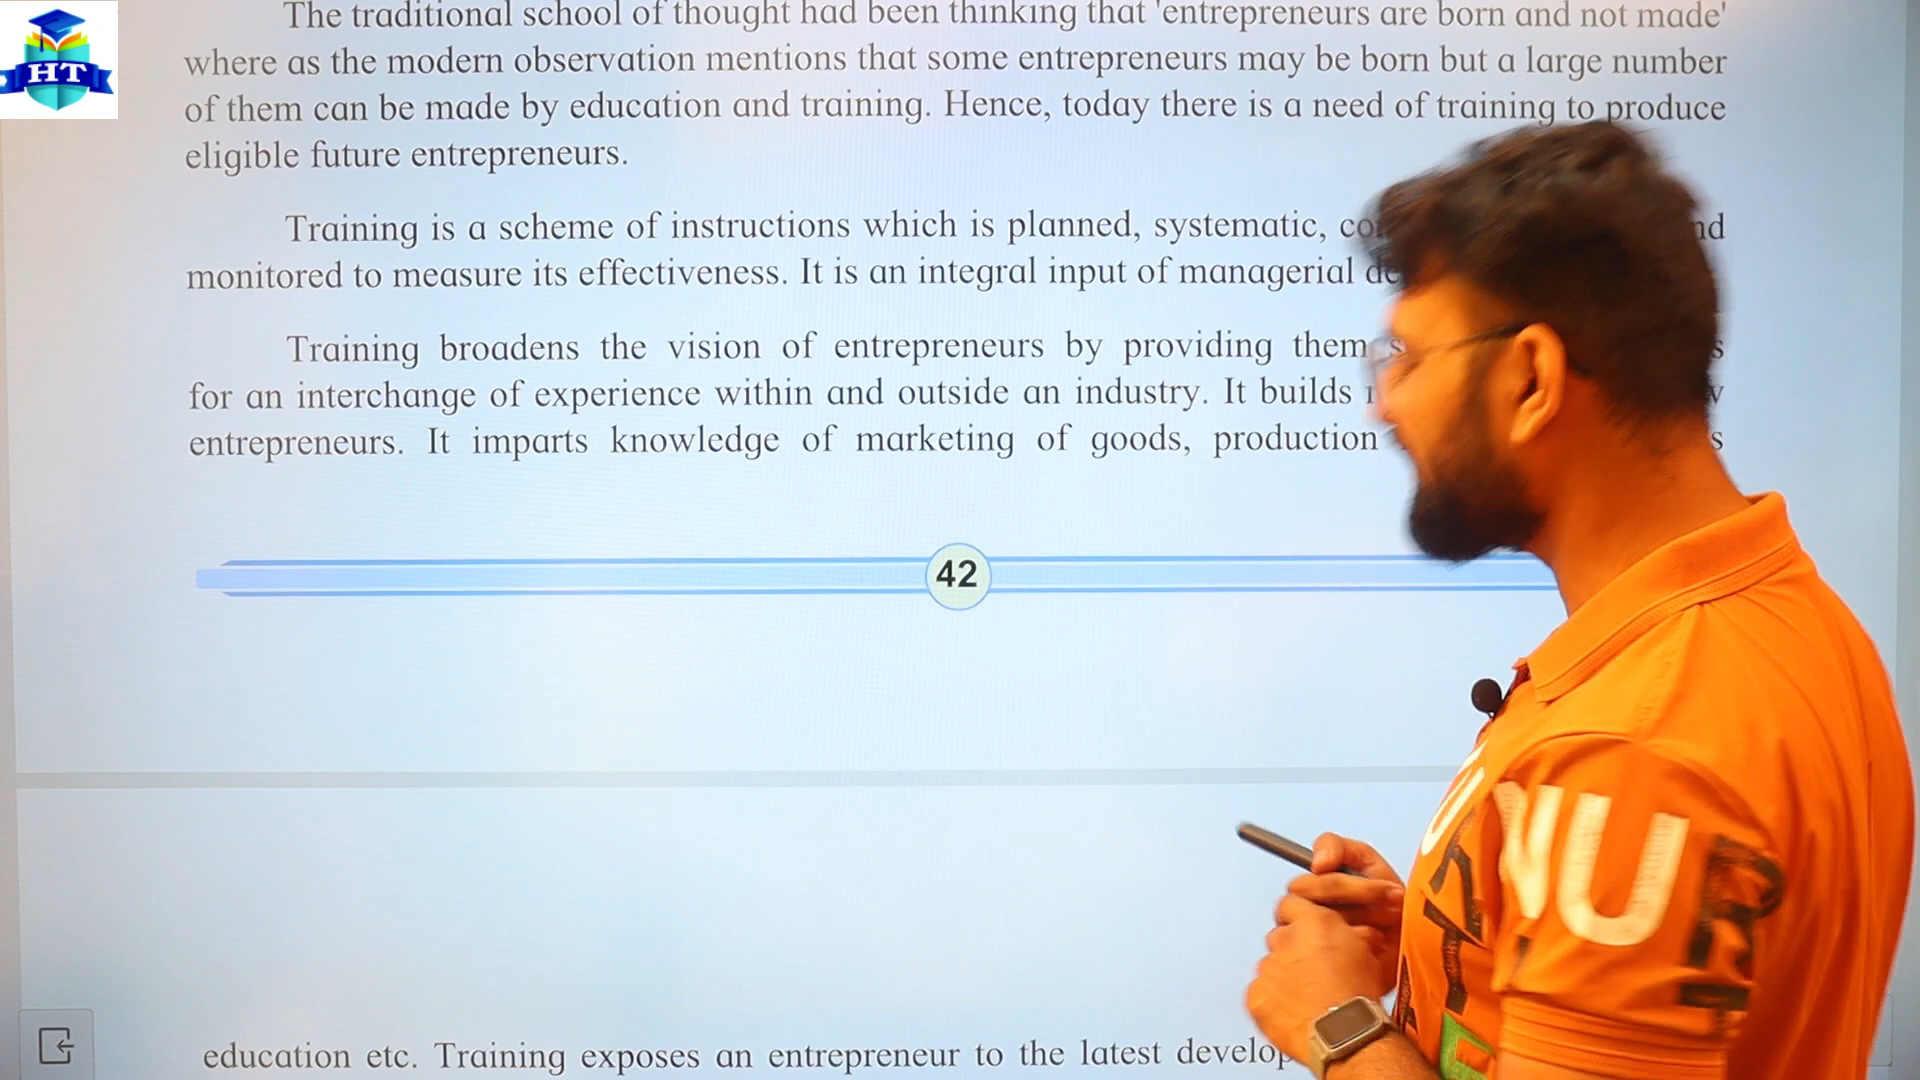 HT
The traditional school of thought had been thinking that 'entrepreneurs are born and not made'
where as the modern observation mentions that some entrepreneurs may be born but a large number
of them can be made by education and training. Hence, today there is a need of training to produce
eligible future entrepreneurs.
Training is a scheme of instructions which is planned, systematic,
monitored to measure its effectiveness. It is an integral input of managerial
Training broadens the vision of entrepreneurs by providing them
for an interchange of experience within and outside an industry. It builds
entrepreneurs. It imparts knowledge of marketing of goods, production
42
NUR
education etc. Training exposes an entrepreneur to the latest